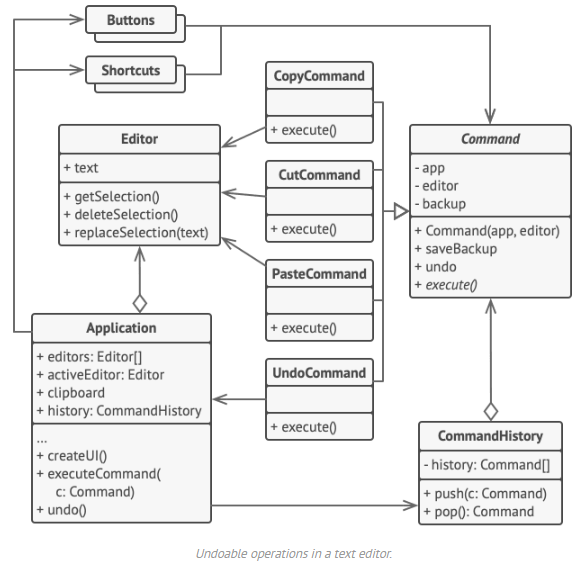 Buttons
Shortcuts
CopyCommand
+ execute()
Editor
+ text
+ getSelection()
+ deleteSelection()
+ replaceSelection(text)
CutCommand
+ execute()
Command
- app
- editor
- backup
+ Command(app, editor)
+ saveBackup
+ undo
+ execute()
PasteCommand
+ execute()
Application
+ editors: Editor[]
+ activeEditor: Editor
+ clipboard
+ history: CommandHistory
...
+ createUI()
+ executeCommand(
c: Command)
+ undo()
UndoCommand
+ execute()
CommandHistory
- history: Command[]
+ push(c: Command)
+ pop(): Command
Undoable operations in a text editor.